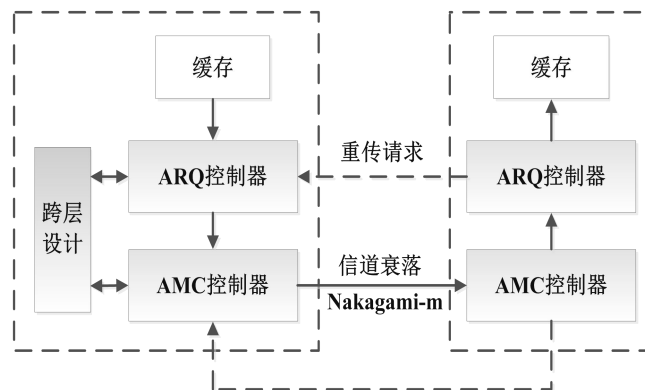 缓存
缓存
重传请求
ARQ控制器
ARQ控制器
跨层
设计
信道衰落
AMC控制器
AMC控制器
Nakagami-m